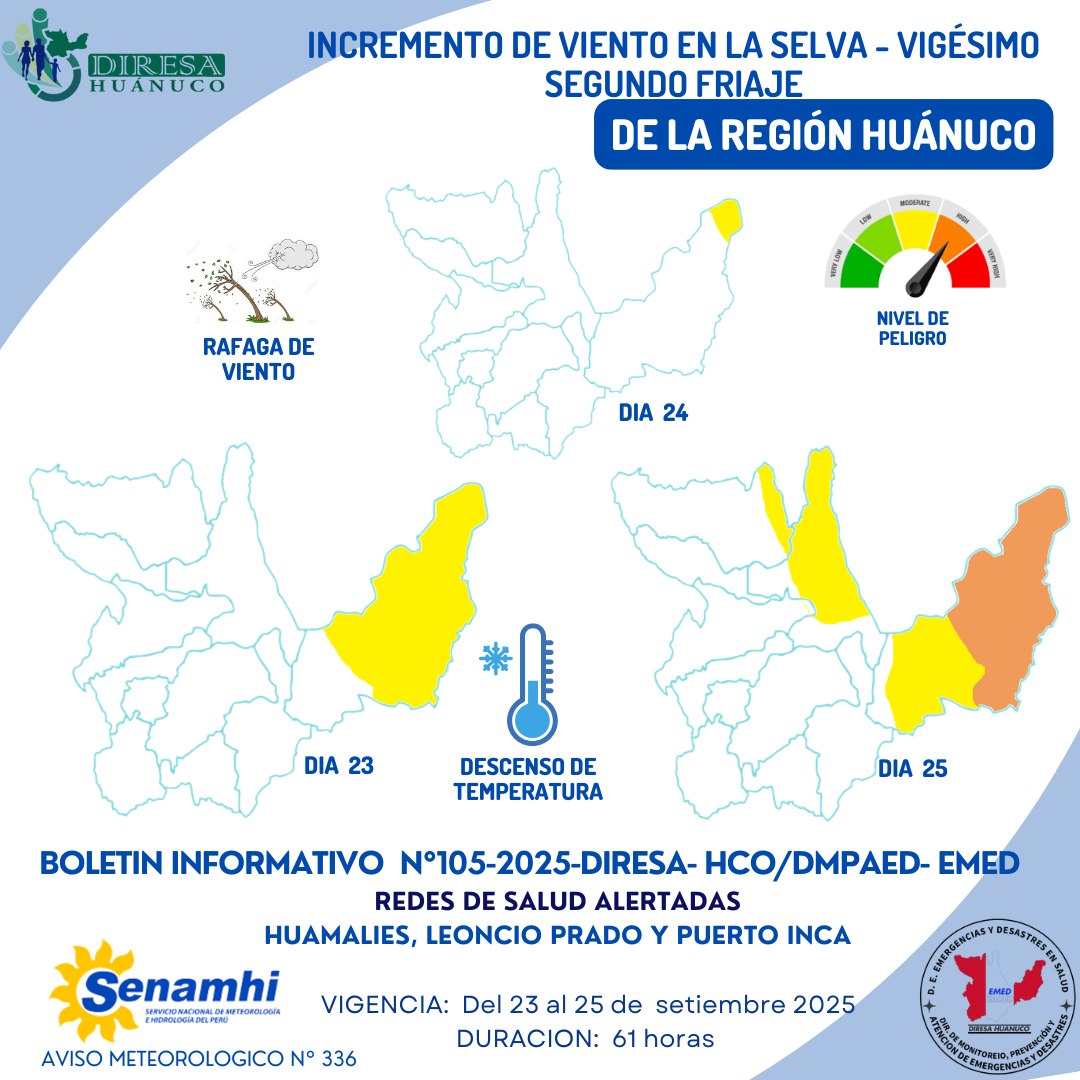 DIRESA
HUÁNUCO
INCREMENTO DE VIENTO EN LA SELVA - VIGÉSIMO
SEGUNDO FRIAJE
DE LA REGIÓN HUÁNUCO
RAFAGA DE
VIENTO
VERY LOW
LOW
MODERATE
HIGH
VERY HIGH
NIVEL DE
PELIGRO
DIA 24
DIA 23
DESCENSO DE
TEMPERATURA
DIA 25
BOLETIN INFORMATIVO N°105-2025-DIRESA- HCO/DMPAED- EMED
REDES DE SALUD ALERTADAS
HUAMALIES, LEONCIO PRADO Y PUERTO INCA
Senamhi
SERVICIO NACIONAL DE METEOROLOGÍA
E HIDROLOGÍA DEL PERÚ
AVISO METEOROLOGICO N° 336
VIGENCIA: Del 23 al 25 de setiembre 2025
DURACION: 61 horas
D. E. EMERGENCIAS Y DESASTRES EN SALUD
EMED
DIRESA HUANUCO
DIR. DE MONITOREIO, PREVENCIÓN Y
ATENCION DE EMERGENCIAS Y DESASTRES